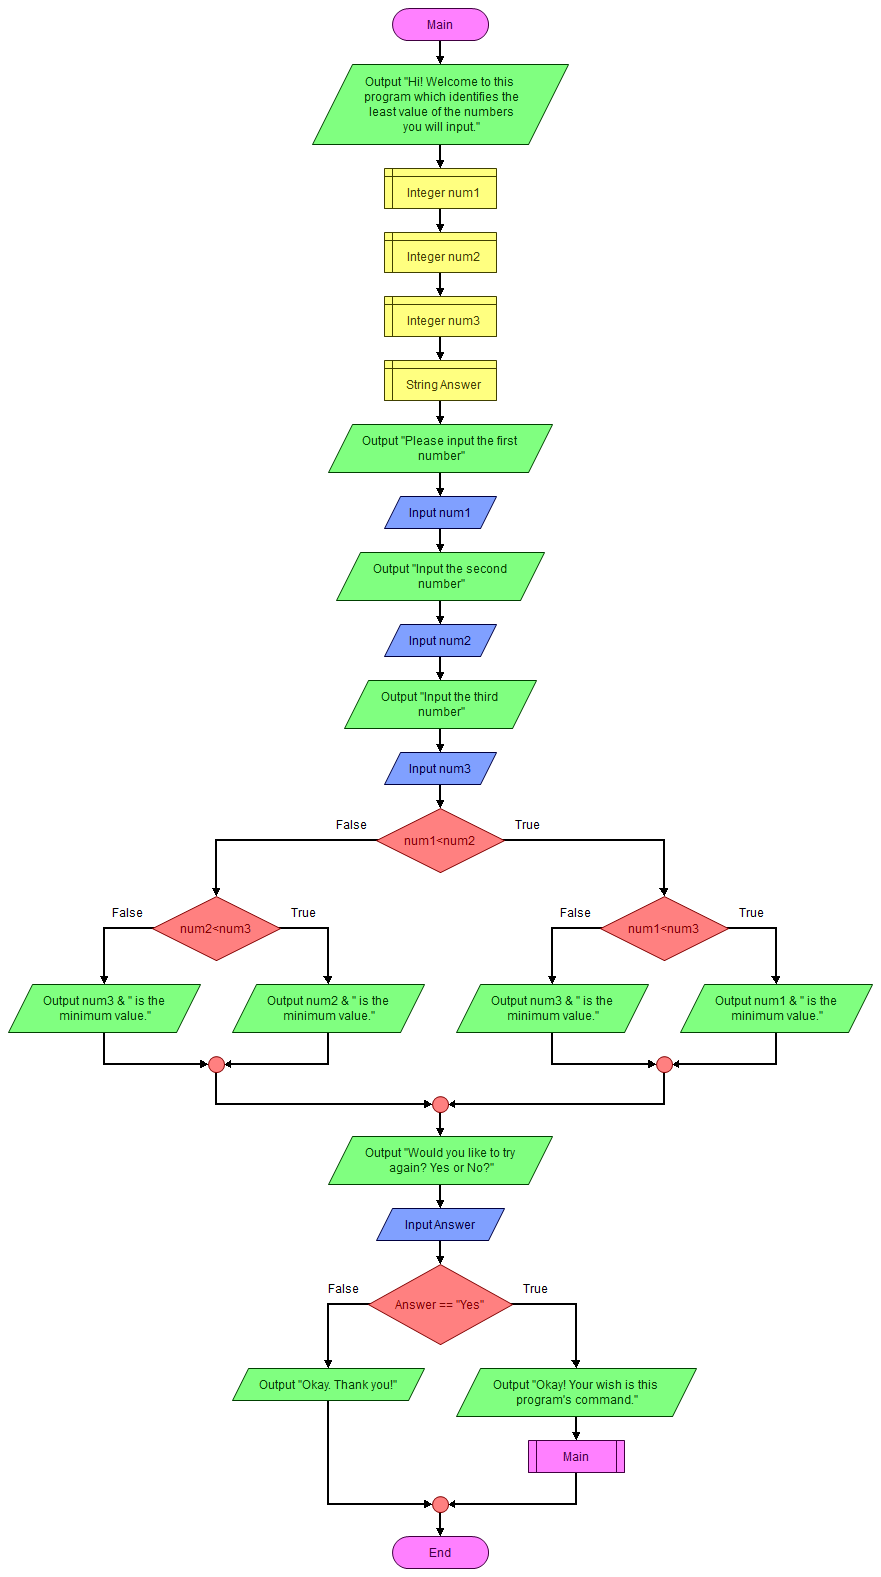 Main
Output "Hi! Welcome to this
program which identifies the
least value of the numbers
you will input."
Integer num1
Integer num2
Integer num3
String Answer
Output "Please input the first
number"
Input num1
Output "Input the second
number"
Input num2
Output "Input the third
number"
Input num3
False
num1<num2
True
False
num2<num3
True
False
num1<num3
True
Output num3 & " is the
minimum value."
Output num2 & " is the
minimum value."
Output num3 & " is the
minimum value."
Output num1 & " is the
minimum value."
Output "Would you like to try
again? Yes or No?"
Input Answer
False
Answer == "Yes"
True
Output "Okay. Thank you!"
Output "Okay! Your wish is this
program's command."
Main
End